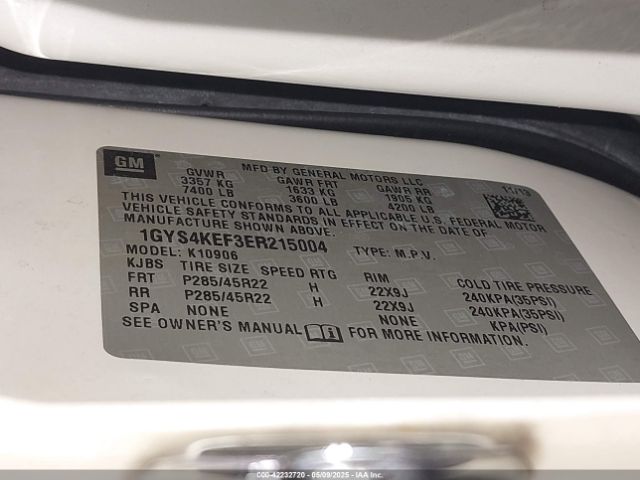 GM
MFD BY GENERAL MOTORS LLC
11/13
GVWR GAWR FRT GAWR RR
3357 KG 1633 KG 1905 KG
7400 LB 3600 LB 4200 LB
THIS VEHICLE CONFORMS TO ALL APPLICABLE U.S. FEDERAL MOTOR
VEHICLE SAFETY STANDARDS IN EFFECT ON THE DATE OF
MANUFACTURE SHOWN ABOVE.
1GYS4KEF3ER215004
MODEL: K10906 TYPE: M.P.V.
KJBS TIRE SIZE SPEED RTG RIM COLD TIRE PRESSURE
FRT P285/45R22 H 22X9J 240KPA(35PSI)
RR P285/45R22 H 22X9J 240KPA(35PSI)
SPA NONE NONE KPA(PSI)
SEE OWNER'S MANUAL FOR MORE INFORMATION.
COPART - 42232720 - 05/09/2025 - IAAI.COM